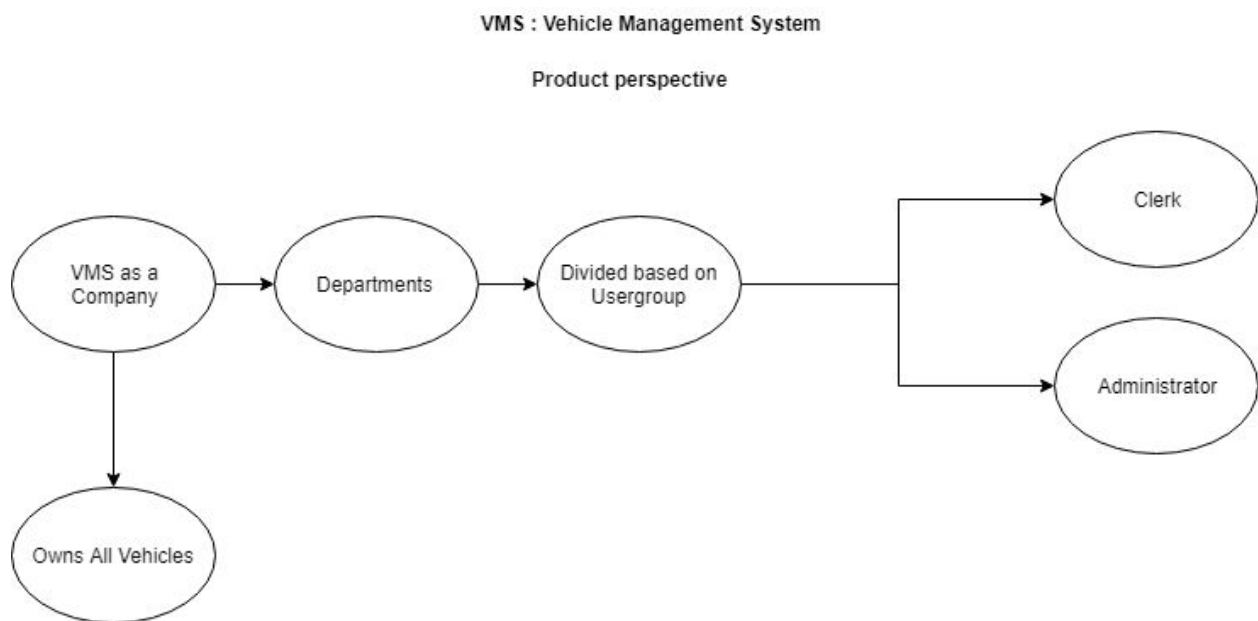 VMS : Vehicle Management System
Product perspective
Clerk
VMS as a
Company
Departments
Divided based on
Usergroup
Administrator
Owns All Vehicles